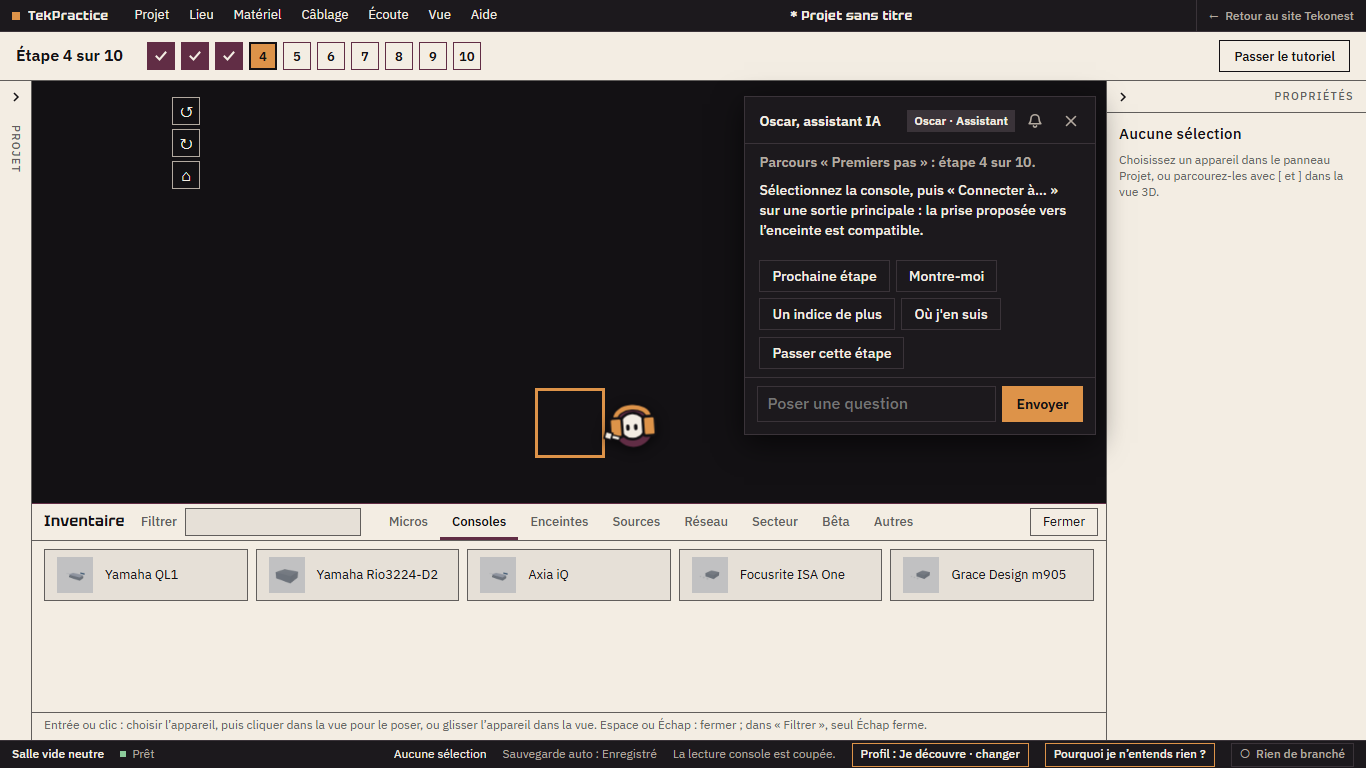 TekPractice
Projet
Lieu
Matériel
Câblage
Écoute
Vue
Aide
* Projet sans titre
← Retour au site Tekonest
Étape 4 sur 10
4
5
6
7
8
9
10
Passer le tutoriel
PROJET
Oscar, assistant IA
Oscar · Assistant
Parcours « Premiers pas » : étape 4 sur 10.
Sélectionnez la console, puis « Connecter à… »
sur une sortie principale : la prise proposée vers
l’enceinte est compatible.
Prochaine étape
Montre-moi
Un indice de plus
Où j'en suis
Passer cette étape
Poser une question
Envoyer
PROPRIÉTÉS
Aucune sélection
Choisissez un appareil dans le panneau
Projet, ou parcourez-les avec [ et ] dans la
vue 3D.
Inventaire
Filtrer
Micros
Consoles
Enceintes
Sources
Réseau
Secteur
Bêta
Autres
Fermer
Yamaha QL1
Yamaha Rio3224-D2
Axia iQ
Focusrite ISA One
Grace Design m905
Entrée ou clic : choisir l’appareil, puis cliquer dans la vue pour le poser, ou glisser l’appareil dans la vue. Espace ou Échap : fermer ; dans « Filtrer », seul Échap ferme.
Salle vide neutre
Prêt
Aucune sélection
Sauvegarde auto : Enregistré
La lecture console est coupée.
Profil : Je découvre · changer
Pourquoi je n’entends rien ?
Rien de branché